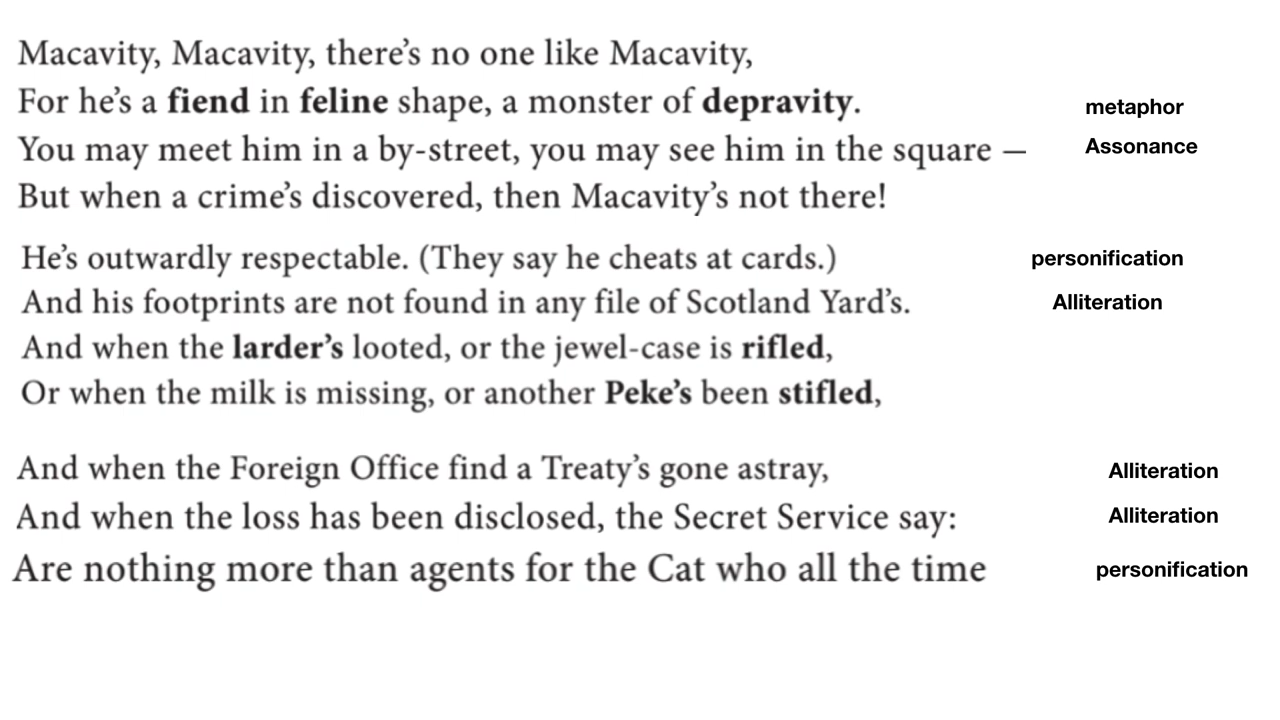 Macavity, Macavity, there's no one like Macavity,
For he's a fiend in feline shape, a monster of depravity. metaphor
You may meet him in a by-street, you may see him in the square — Assonance
But when a crime's discovered, then Macavity's not there!
He's outwardly respectable. (They say he cheats at cards.) personification
And his footprints are not found in any file of Scotland Yard's. Alliteration
And when the larder's looted, or the jewel-case is rifled,
Or when the milk is missing, or another Peke's been stifled,
And when the Foreign Office find a Treaty's gone astray, Alliteration
And when the loss has been disclosed, the Secret Service say: Alliteration
Are nothing more than agents for the Cat who all the time personification